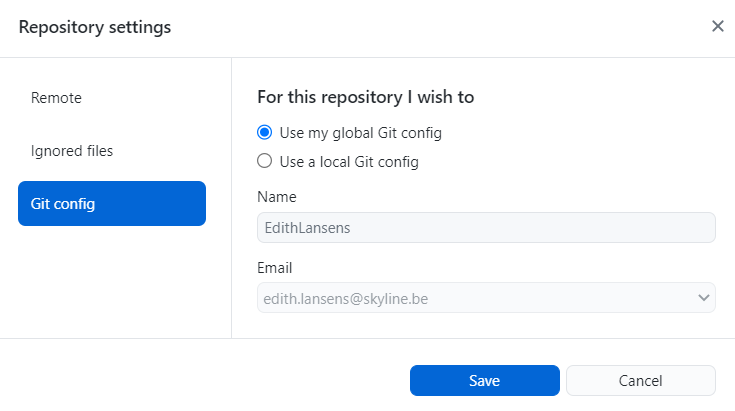 Repository settings
Remote
Ignored files
Git config
For this repository I wish to
Use my global Git config
Use a local Git config
Name
EdithLansens
Email
edith.lansens@skyline.be
Save
Cancel